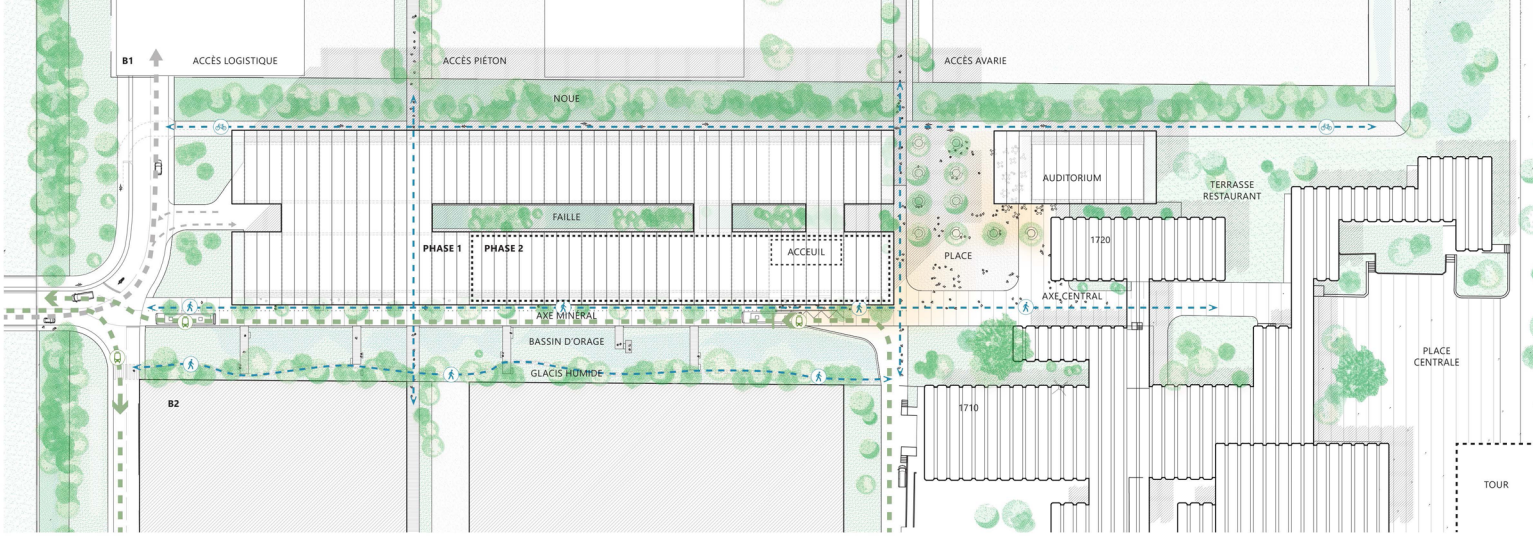 B1
ACCÈS LOGISTIQUE
ACCÈS PIÉTON
ACCÈS AVARIE
NOUE
AUDITORIUM
TERRASSE
RESTAURANT
FAILLE
1720
PHASE 1
PHASE 2
ACCEUIL
PLACE
AXE CENTRAL
AXE MINÉRAL
BASSIN D'ORAGE
PLACE
CENTRALE
GLACIS HUMIDE
B2
1710
TOUR